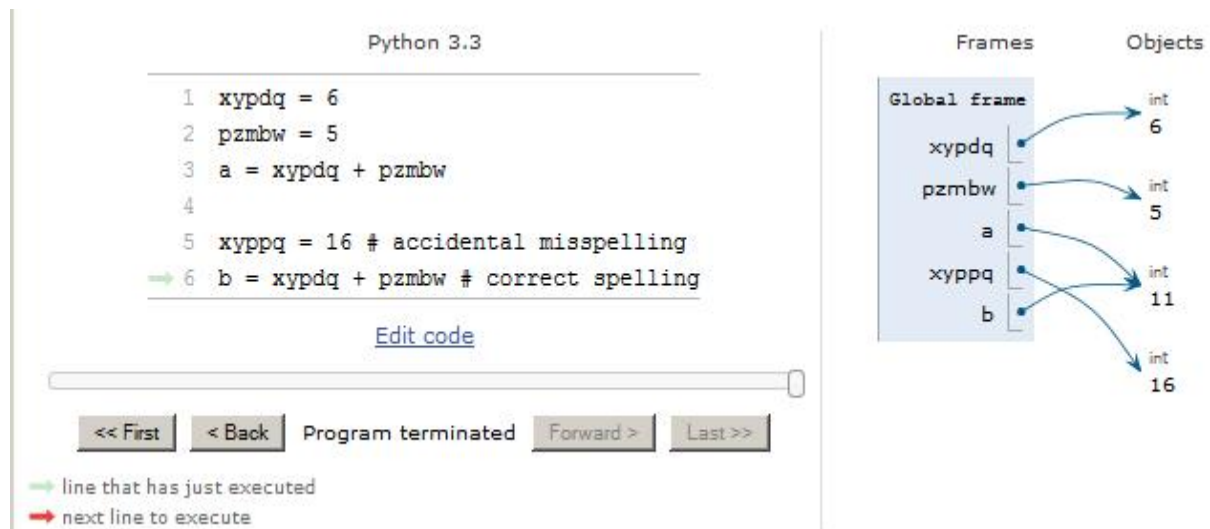 Python 3.3
1 xypdq = 6
2 pzmbw = 5
3 a = xypdq + pzmbw
4
5 xyppq = 16 # accidental misspelling
6 b = xypdq + pzmbw # correct spelling
Edit code
<< First < Back Program terminated Forward > Last >>
line that has just executed
next line to execute
Frames Objects
Global frame
xypdq
pzmbw
a
xyppq
b
int
6
int
5
int
11
int
16